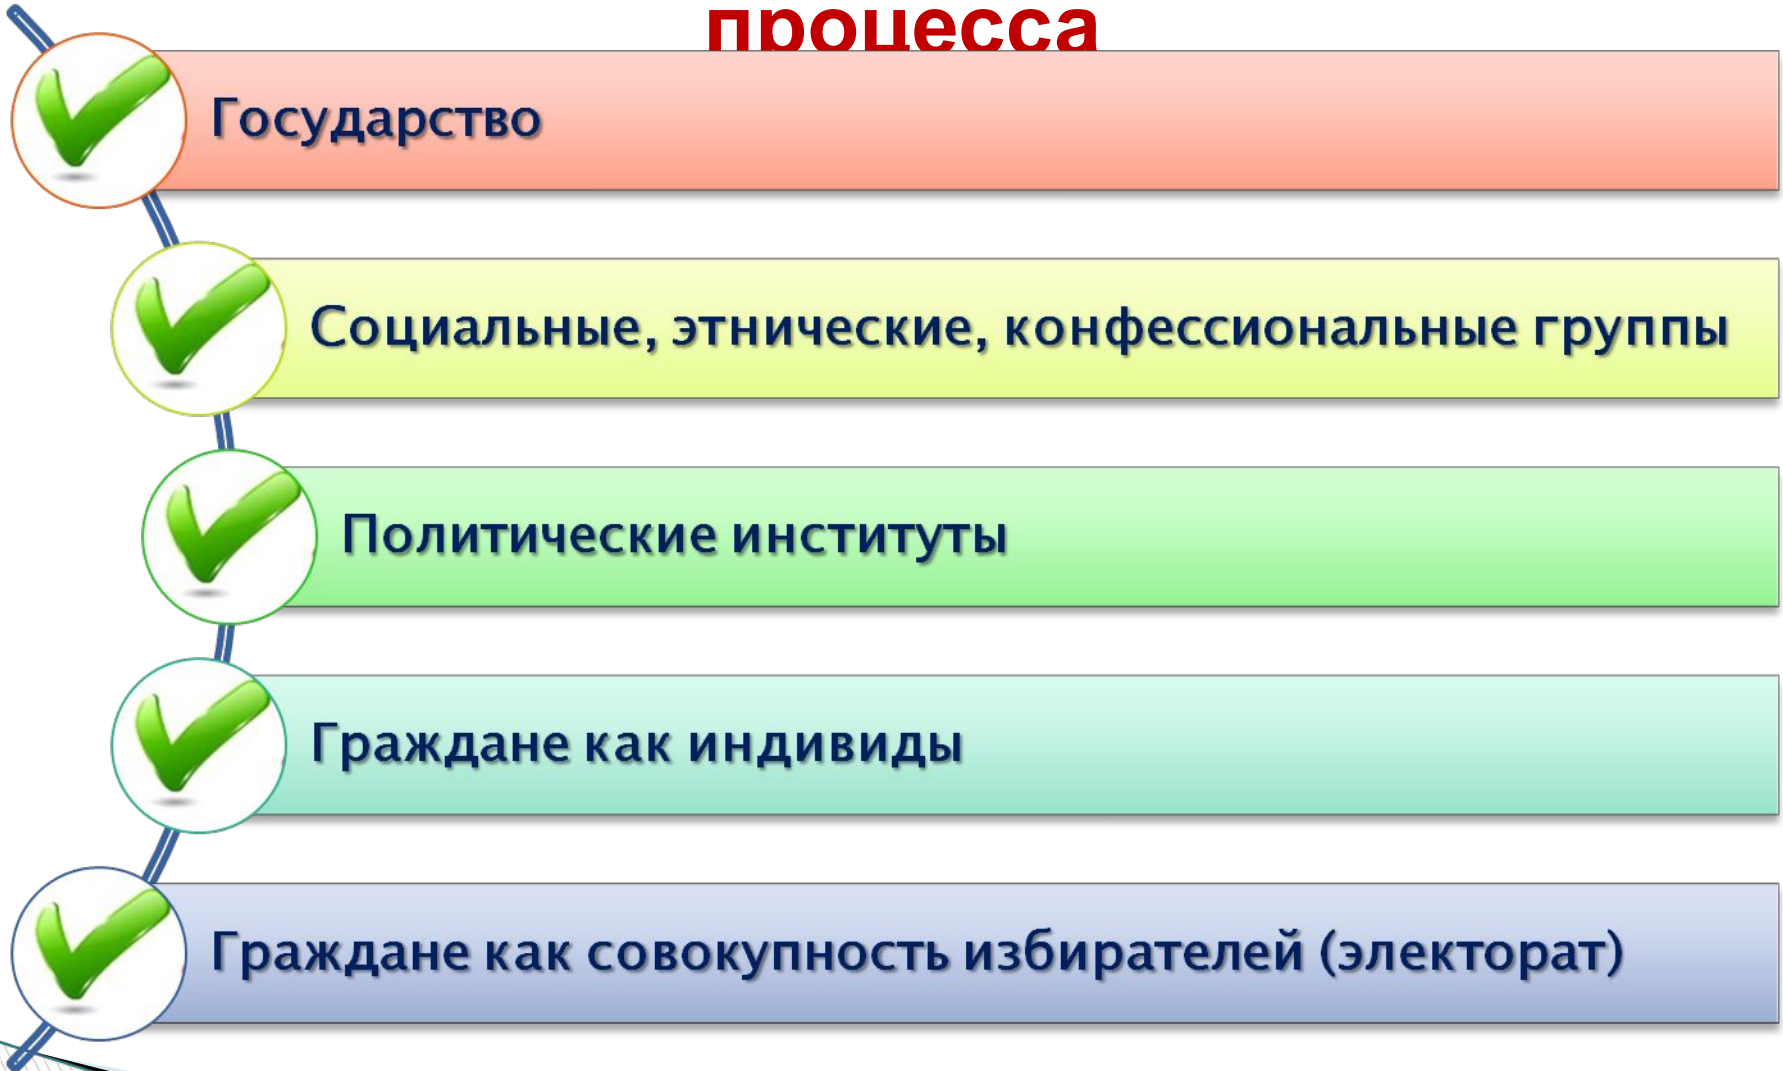 процесса
Государство
Социальные, этнические, конфессиональные группы
Политические институты
Граждане как индивиды
Граждане как совокупность избирателей (электорат)